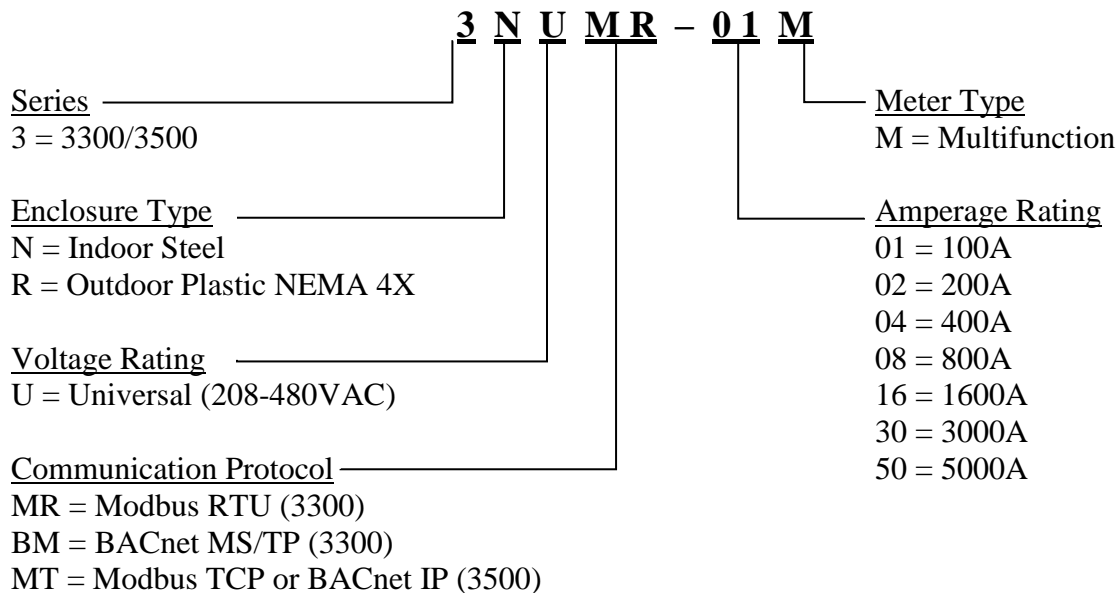 3 N U M R – 0 1 M
Series
3 = 3300/3500
Enclosure Type
N = Indoor Steel
R = Outdoor Plastic NEMA 4X
Voltage Rating
U = Universal (208-480VAC)
Communication Protocol
MR = Modbus RTU (3300)
BM = BACnet MS/TP (3300)
MT = Modbus TCP or BACnet IP (3500)
Meter Type
M = Multifunction
Amperage Rating
01 = 100A
02 = 200A
04 = 400A
08 = 800A
16 = 1600A
30 = 3000A
50 = 5000A